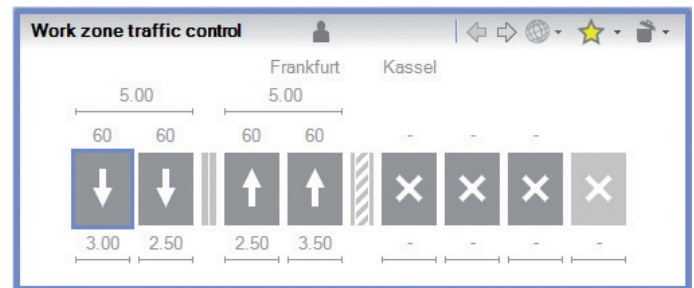 Work zone traffic control
Frankfurt Kassel
5.00 5.00
60 60 60 60 - - -
3.00 2.50 2.50 3.50 - - - -